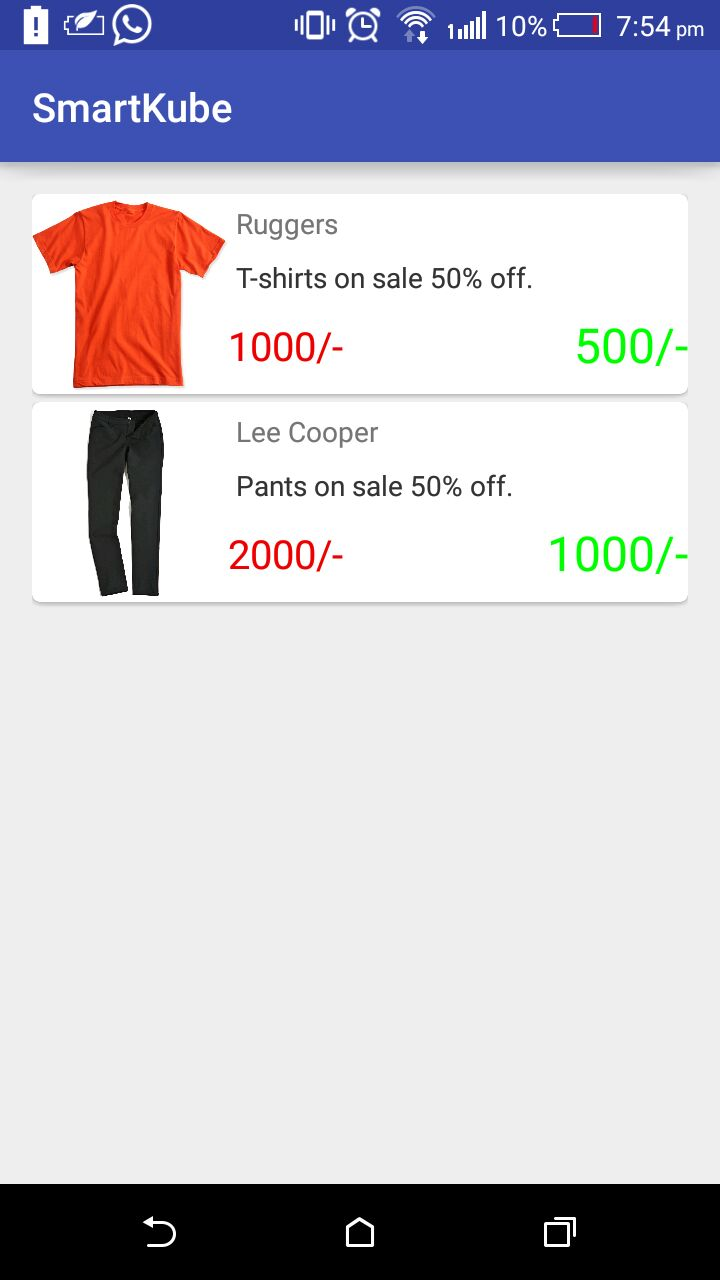 10% 7:54 pm
SmartKube
Ruggers
T-shirts on sale 50% off.
1000/- 500/-
Lee Cooper
Pants on sale 50% off.
2000/- 1000/-